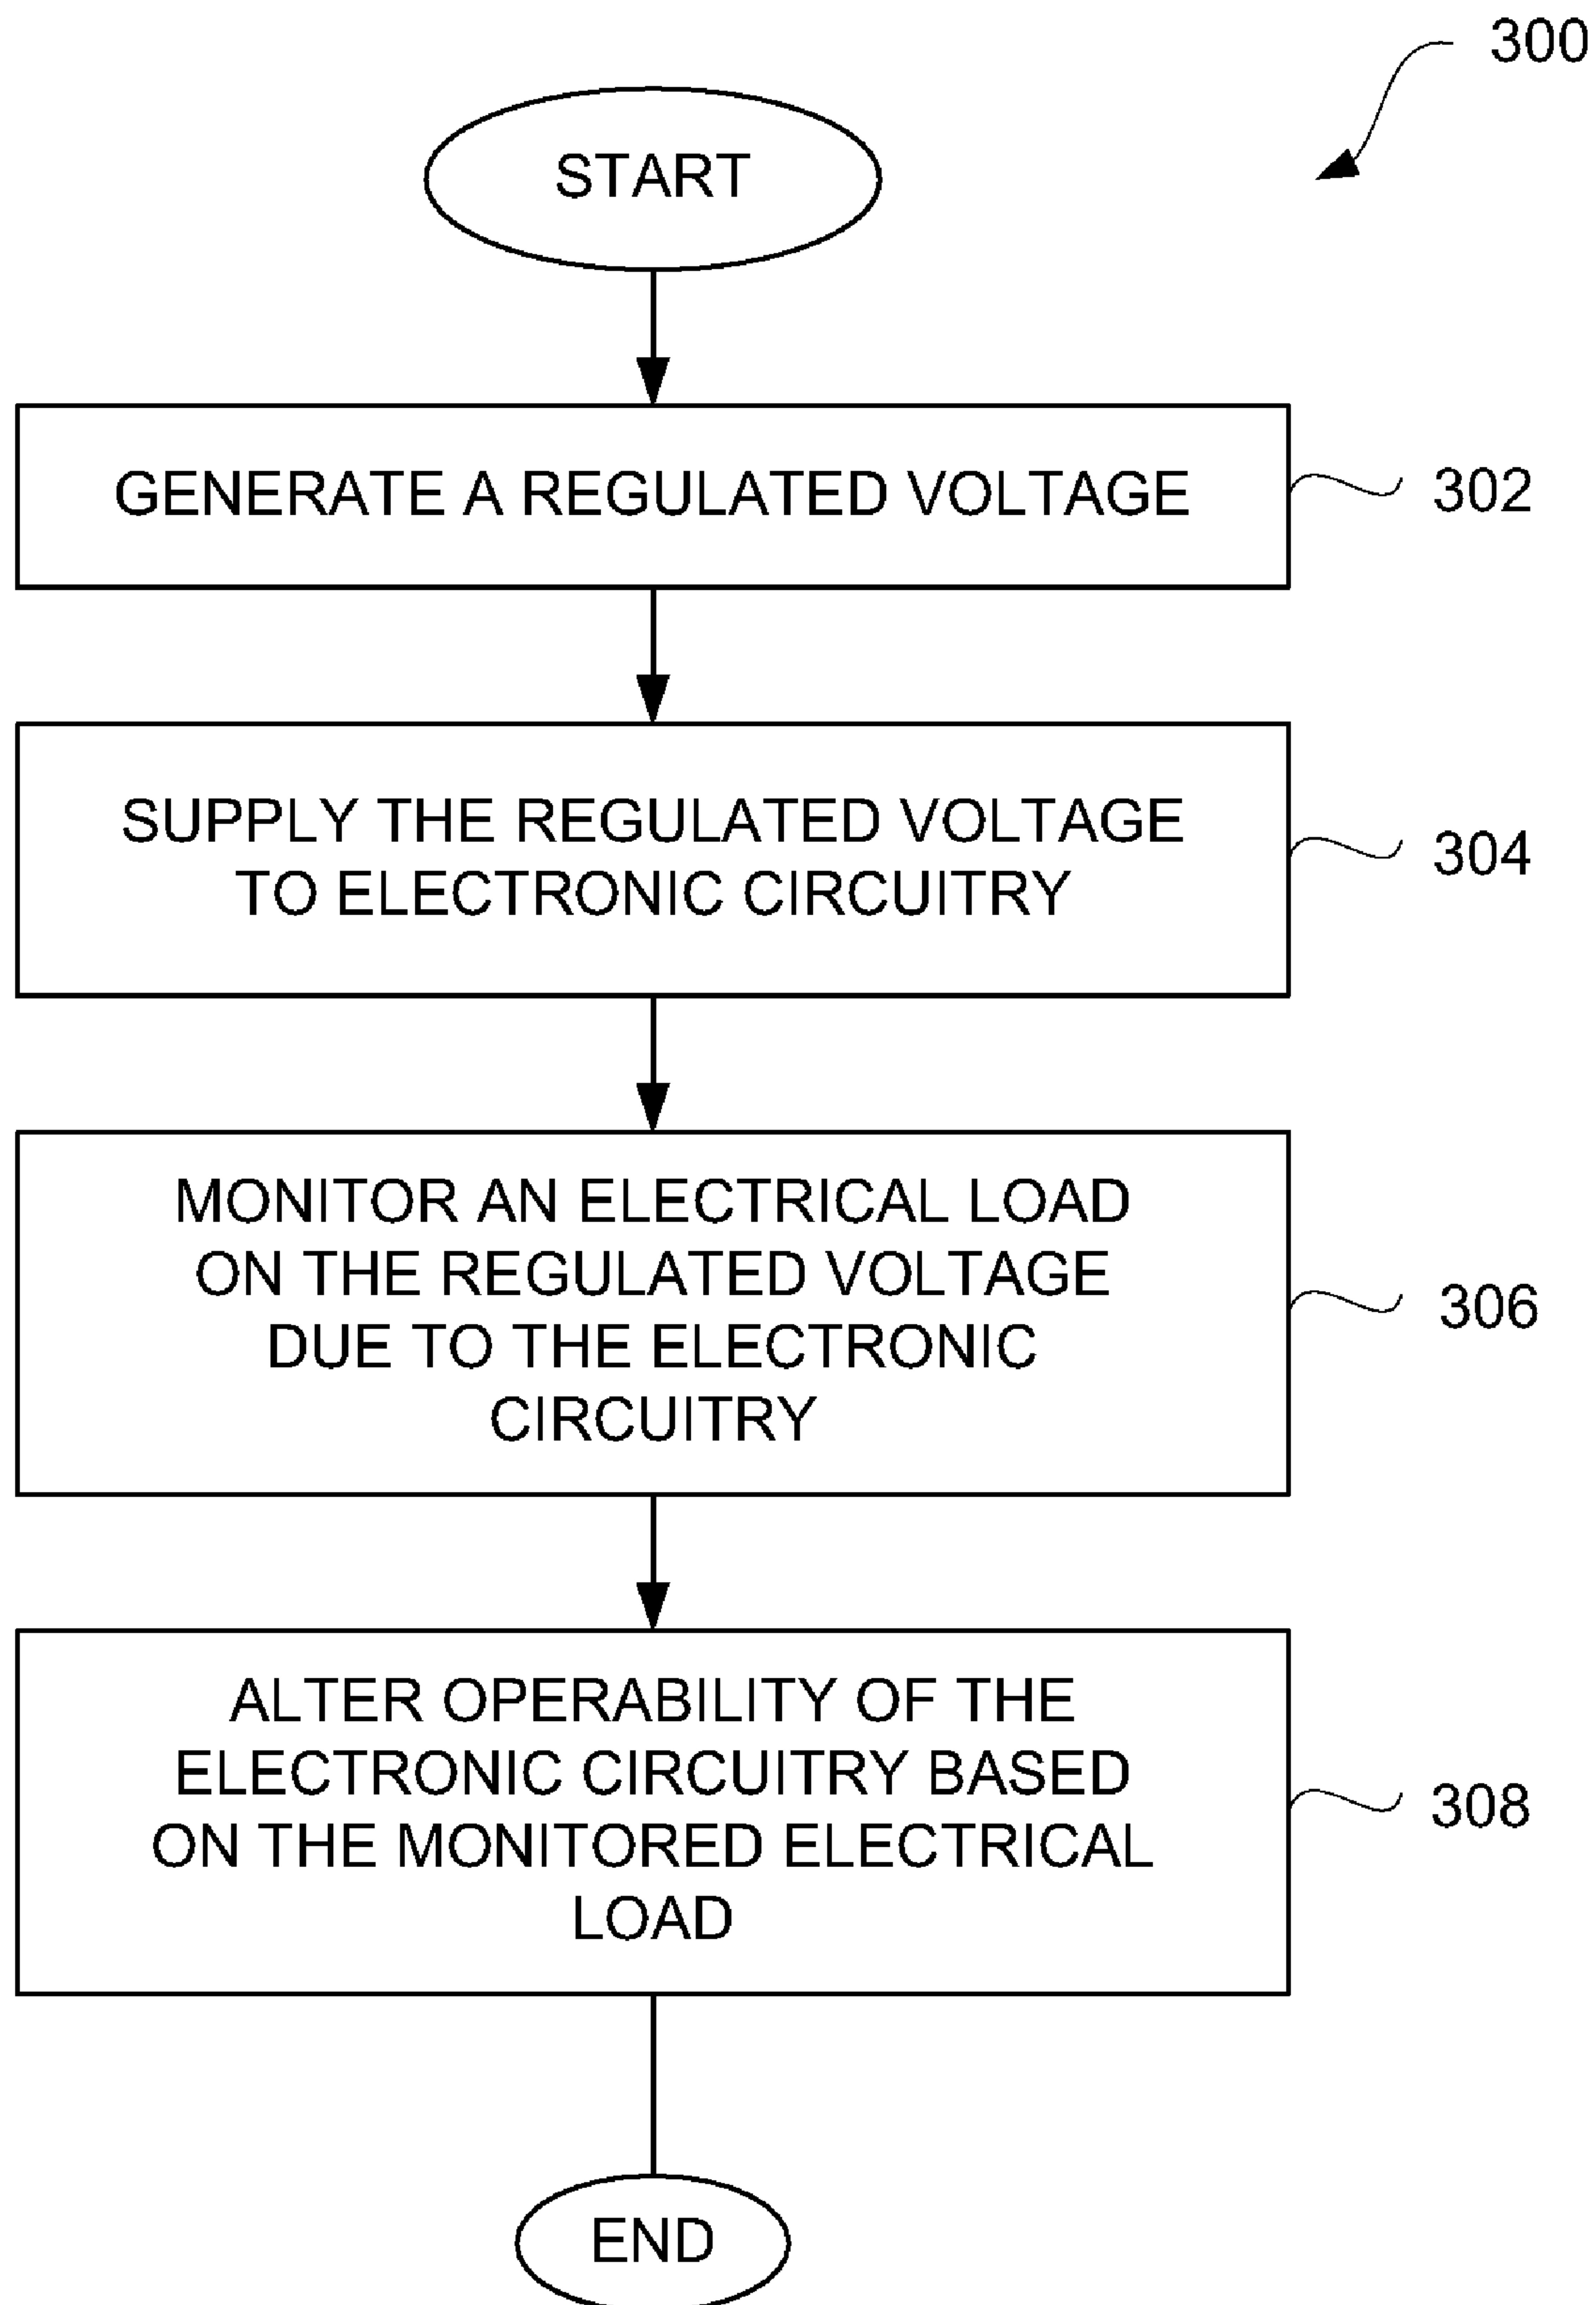 300
START
GENERATE A REGULATED VOLTAGE
302
SUPPLY THE REGULATED VOLTAGE
TO ELECTRONIC CIRCUITRY
304
MONITOR AN ELECTRICAL LOAD
ON THE REGULATED VOLTAGE
DUE TO THE ELECTRONIC
CIRCUITRY
306
ALTER OPERABILITY OF THE
ELECTRONIC CIRCUITRY BASED
ON THE MONITORED ELECTRICAL
LOAD
308
END